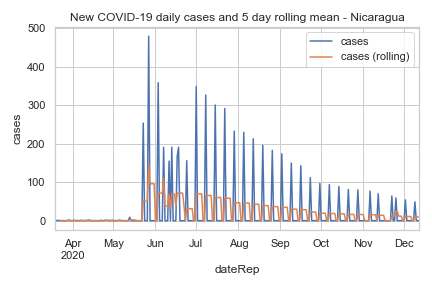 New COVID-19 daily cases and 5 day rolling mean - Nicaragua
500
400
300
200
100
0
cases
cases
cases (rolling)
Apr
2020
May
Jun
Jul
Aug
Sep
Oct
Nov
Dec
dateRep